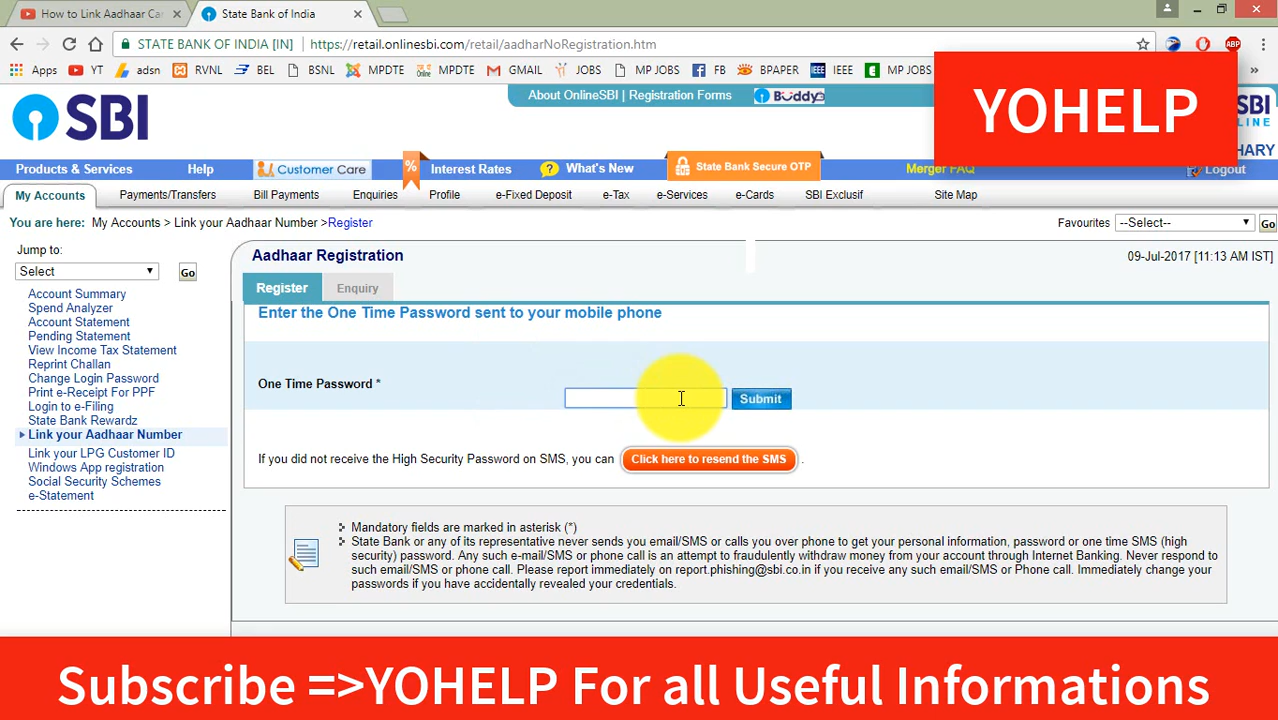 How to Link Aadhaar Car
State Bank of India
STATE BANK OF INDIA [IN] https://retail.onlinesbi.com/retail/aadharNoRegistration.htm
ABP
Apps YT adsn RVNL BEL BSNL MPDTE MPDTE GMAIL JOBS MP JOBS FB BPAPER IEEE MP JOBS »
YOHELP
SBI
About OnlineSBI | Registration Forms Buddy
SBI
LINE
HARY
Products & Services Help Customer Care % Interest Rates ? What's New State Bank Secure OTP Merger FAQ Logout
My Accounts Payments/Transfers Bill Payments Enquiries Profile e-Fixed Deposit e-Tax e-Services e-Cards SBI Exclusif Site Map
You are here: My Accounts > Link your Aadhaar Number >Register
Favourites --Select-- Go
Jump to:
Select Go
Account Summary
Spend Analyzer
Account Statement
Pending Statement
View Income Tax Statement
Reprint Challan
Change Login Password
Print e-Receipt For PPF
Login to e-Filing
State Bank Rewardz
Link your Aadhaar Number
Link your LPG Customer ID
Windows App registration
Social Security Schemes
e-Statement
Aadhaar Registration
09-Jul-2017 [11:13 AM IST]
Register Enquiry
Enter the One Time Password sent to your mobile phone
One Time Password *
Submit
If you did not receive the High Security Password on SMS, you can Click here to resend the SMS .
Mandatory fields are marked in asterisk (*)
State Bank or any of its representative never sends you email/SMS or calls you over phone to get your personal information, password or one time SMS (high
security) password. Any such e-mail/SMS or phone call is an attempt to fraudulently withdraw money from your account through Internet Banking. Never respond to
such email/SMS or phone call. Please report immediately on report.phishing@sbi.co.in if you receive any such email/SMS or Phone call. Immediately change your
passwords if you have accidentally revealed your credentials.
Subscribe =>YOHELP For all Useful Informations